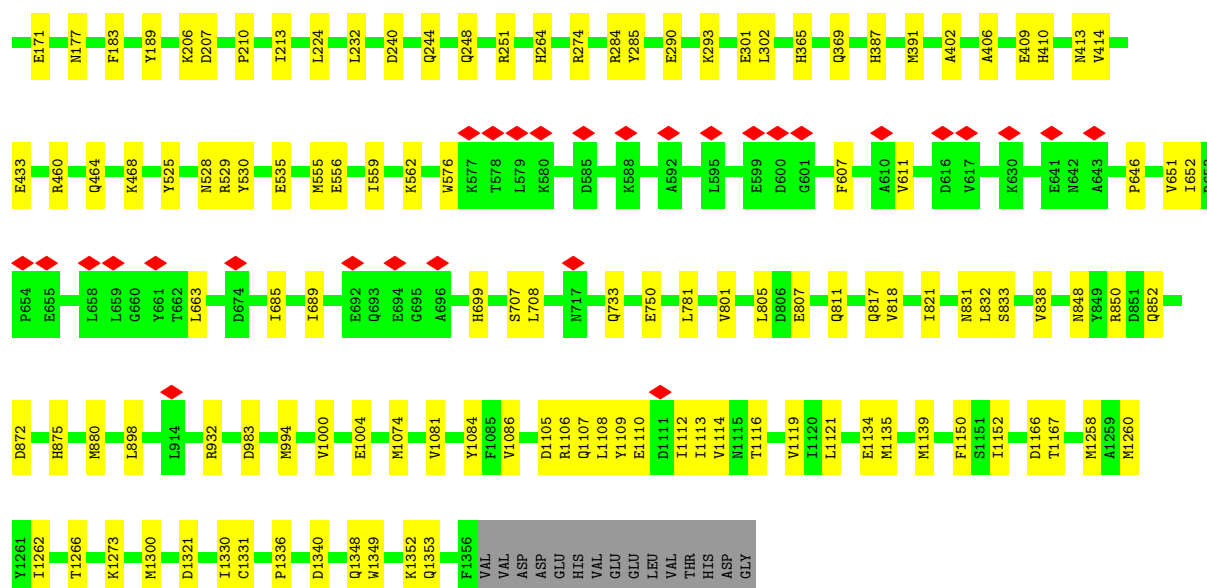 E171 N177 F183 Y189 K206 D207 P210 I213 L224 L232 D240 Q244 Q248 R251 H264 R274 R284 Y285 E290 K293 E301 L302 H365 Q369 H387 M391 A402 A406 E409 H410 N413 V414
E433 R460 Q464 K468 Y525 N528 R529 Y530 E535 M555 E556 I559 K562 W576 K577 T578 L579 K580 D585 K588 A592 L595 E599 D600 G601 F607 A610 V611 D616 V617 K630 E641 N642 A643 P646 V651 I652
P654 E655 L658 L659 G660 Y661 T662 L663 D674 I685 I689 E692 Q693 E694 G695 A696 H699 S707 L708 N717 Q733 E750 L781 V801 L805 D806 E807 Q811 Q817 V818 I821 N831 L832 S833 V838 N848 Y849 R850 D851 Q852
D872 H875 M880 L898 L914 R932 D983 M994 V1000 E1004 M1074 V1081 Y1084 F1085 V1086 D1105 R1106 Q1107 L1108 Y1109 E1110 D1111 I1112 I1113 V1114 N1115 T1116 V1119 I1120 L1121 E1134 M1135 M1139 F1150 S1151 I1152 D1166 T1167 M1258 A1259 M1260
Y1261 I1262 T1266 K1273 M1300 D1321 I1330 C1331 P1336 D1340 Q1348 W1349 K1352 Q1353 F1356 VAL VAL ASP ASP GLU HIS VAL GLU GLU LEU VAL THR HIS ASP GLY